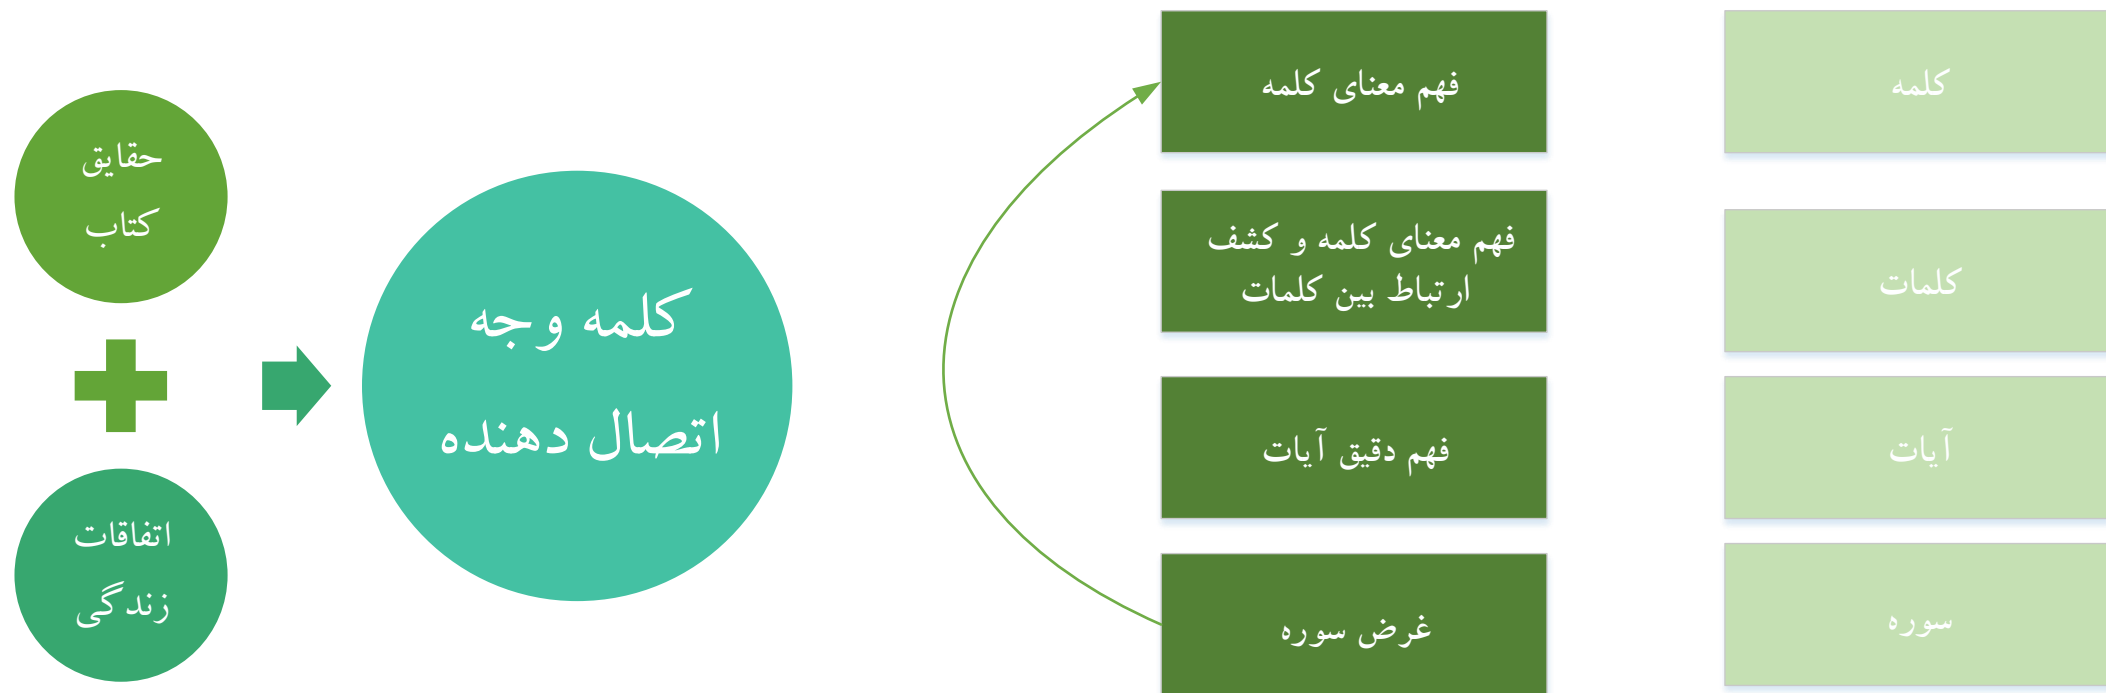 کلمه
کلمات
آیات
سوره
فهم معنای کلمه
فهم معنای کلمه و کشف
ارتباط بین کلمات
فهم دقیق آیات
غرض سوره
کلمه وجه
اتصال دهنده
حقایق
کتاب
اتفاقات
زندگی